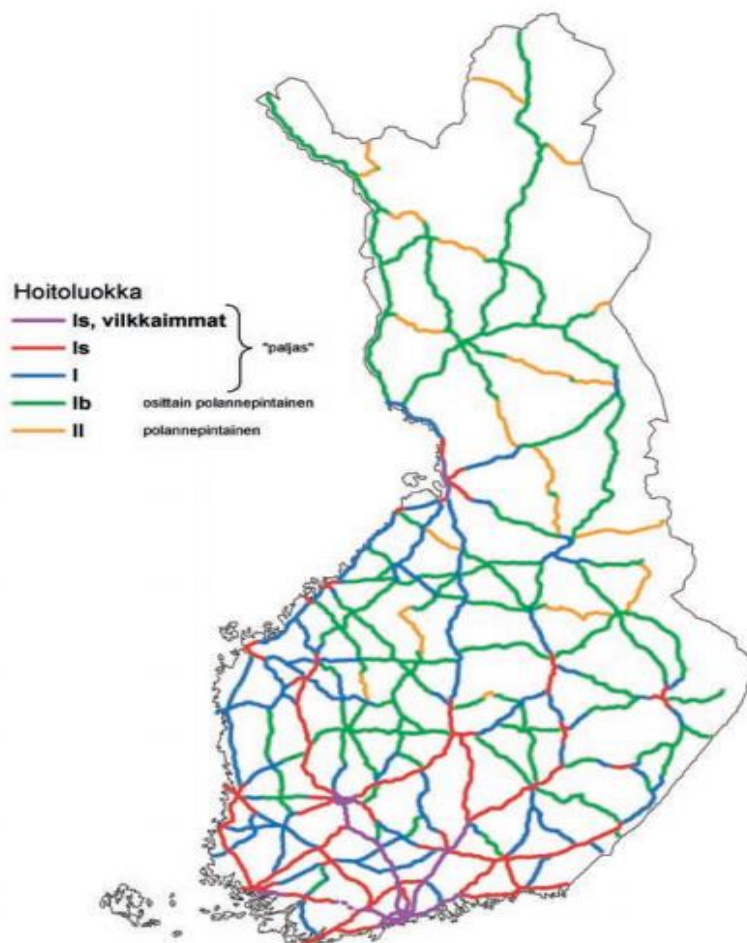 Hoitoluokka
Is, vilkkaimmat
Is
"paljas"
I
Ib osittain polannepintainen
II polannepintainen